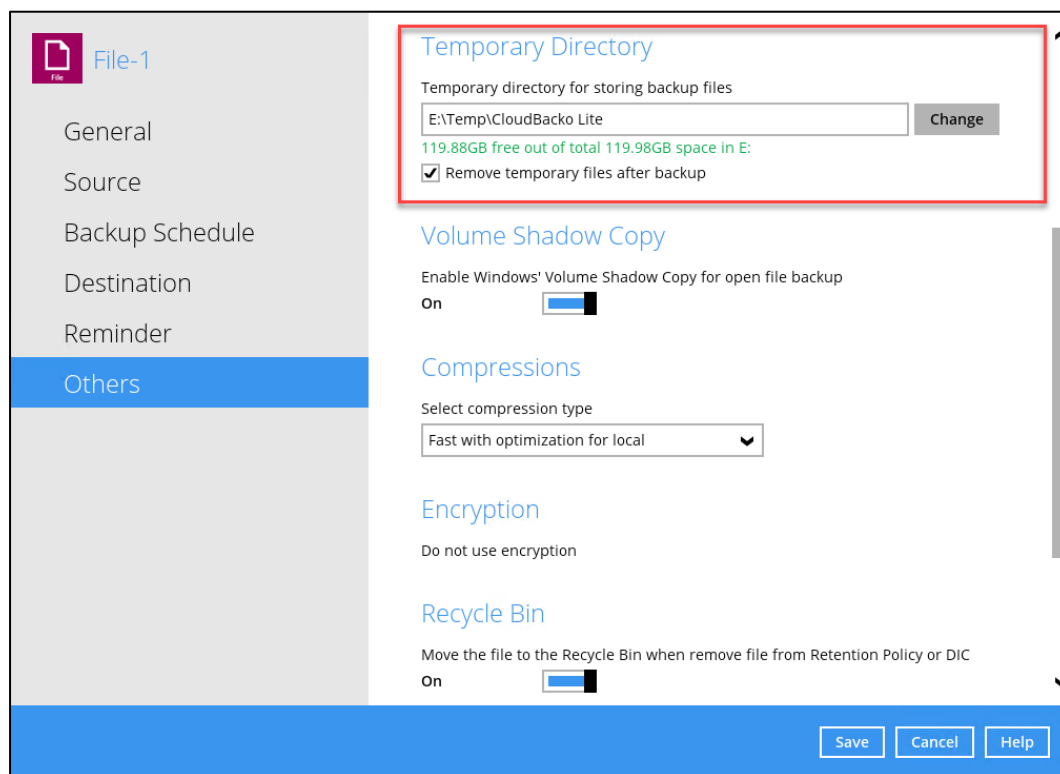 File
File-1
General
Source
Backup Schedule
Destination
Reminder
Others
Temporary Directory
Temporary directory for storing backup files
E:\Temp\CloudBacko Lite
Change
119.88GB free out of total 119.98GB space in E:
Remove temporary files after backup
Volume Shadow Copy
Enable Windows' Volume Shadow Copy for open file backup
On
Compressions
Select compression type
Fast with optimization for local
Encryption
Do not use encryption
Recycle Bin
Move the file to the Recycle Bin when remove file from Retention Policy or DIC
On
Save
Cancel
Help